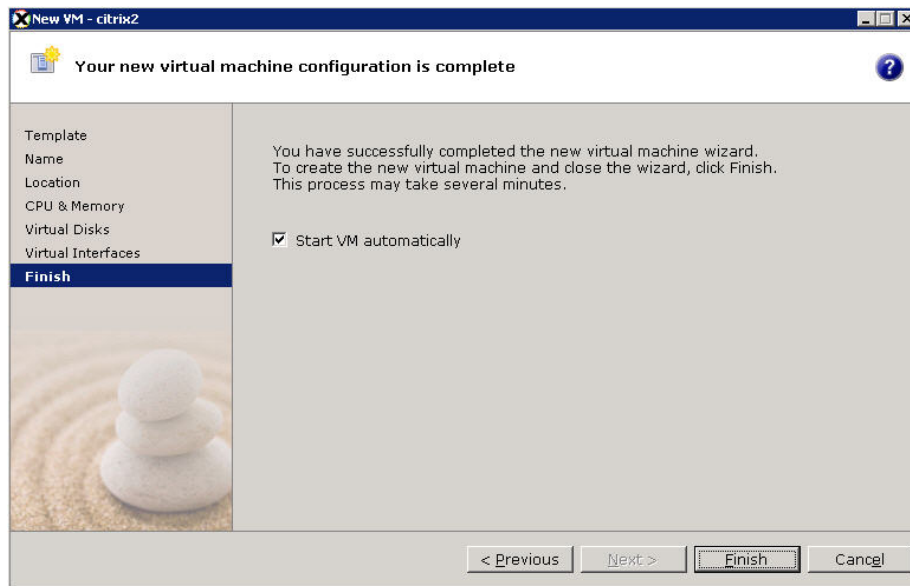 New VM - citrix2
Your new virtual machine configuration is complete
?
Template
Name
Location
CPU & Memory
Virtual Disks
Virtual Interfaces
Finish
You have successfully completed the new virtual machine wizard.
To create the new virtual machine and close the wizard, click Finish.
This process may take several minutes.
Start VM automatically
< Previous
Next >
Finish
Cancel